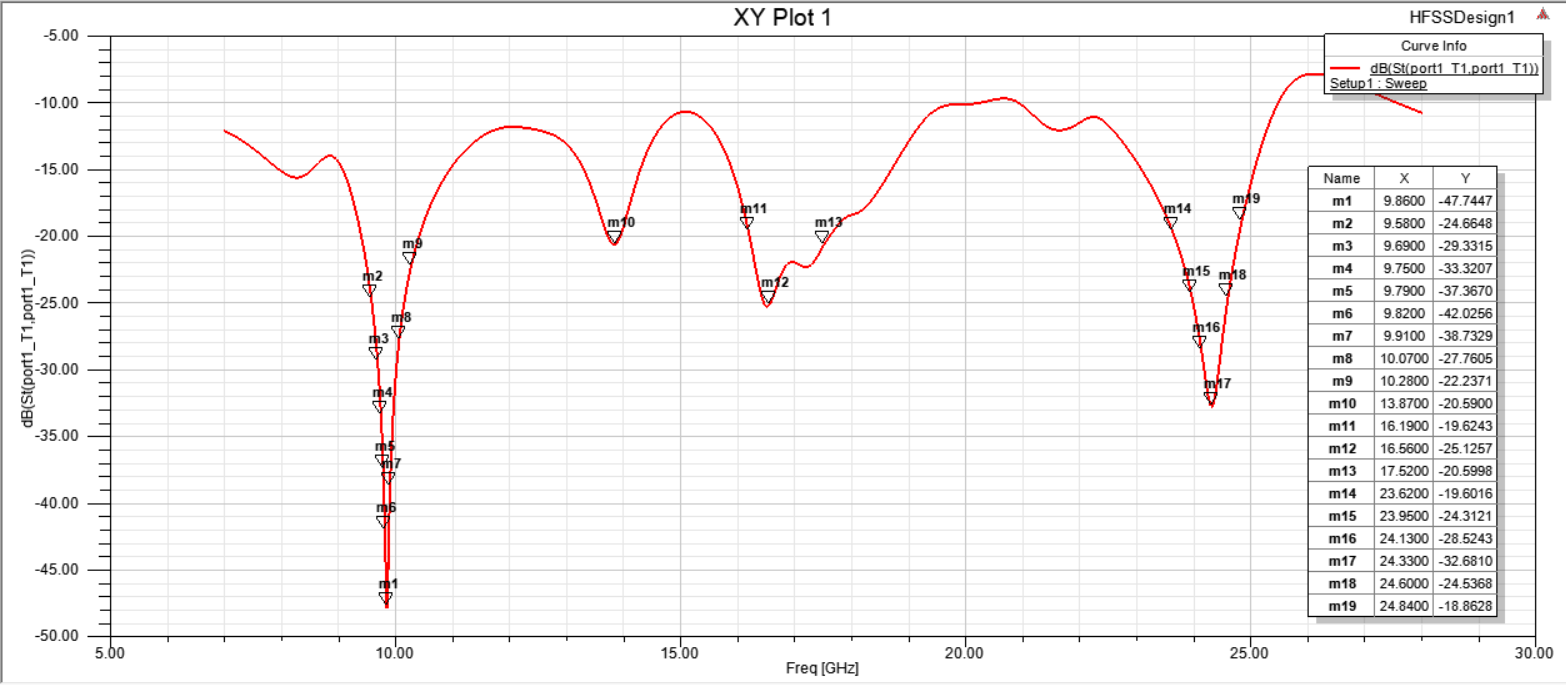 XY Plot 1
HFSSDesign1
Curve Info
dB(St(port1_T1,port1_T1))
Setup1 : Sweep
dB(St(port1_T1,port1_T1))
-5.00
-10.00
-15.00
-20.00
-25.00
-30.00
-35.00
-40.00
-45.00
-50.00
m1
m2
m3
m4
m5
m6
m7
m8
m9
m10
m11
m12
m13
m14
m15
m16
m17
m18
m19
Name X Y
m1 9.8600 -47.7447
m2 9.5800 -24.6648
m3 9.6900 -29.3315
m4 9.7500 -33.3207
m5 9.7900 -37.3670
m6 9.8200 -42.0256
m7 9.9100 -38.7329
m8 10.0700 -27.7605
m9 10.2800 -22.2371
m10 13.8700 -20.5900
m11 16.1900 -19.6243
m12 16.5600 -25.1257
m13 17.5200 -20.5998
m14 23.6200 -19.6016
m15 23.9500 -24.3121
m16 24.1300 -28.5243
m17 24.3300 -32.6810
m18 24.6000 -24.5368
m19 24.8400 -18.8628
5.00 10.00 15.00 20.00 25.00 30.00
Freq [GHz]